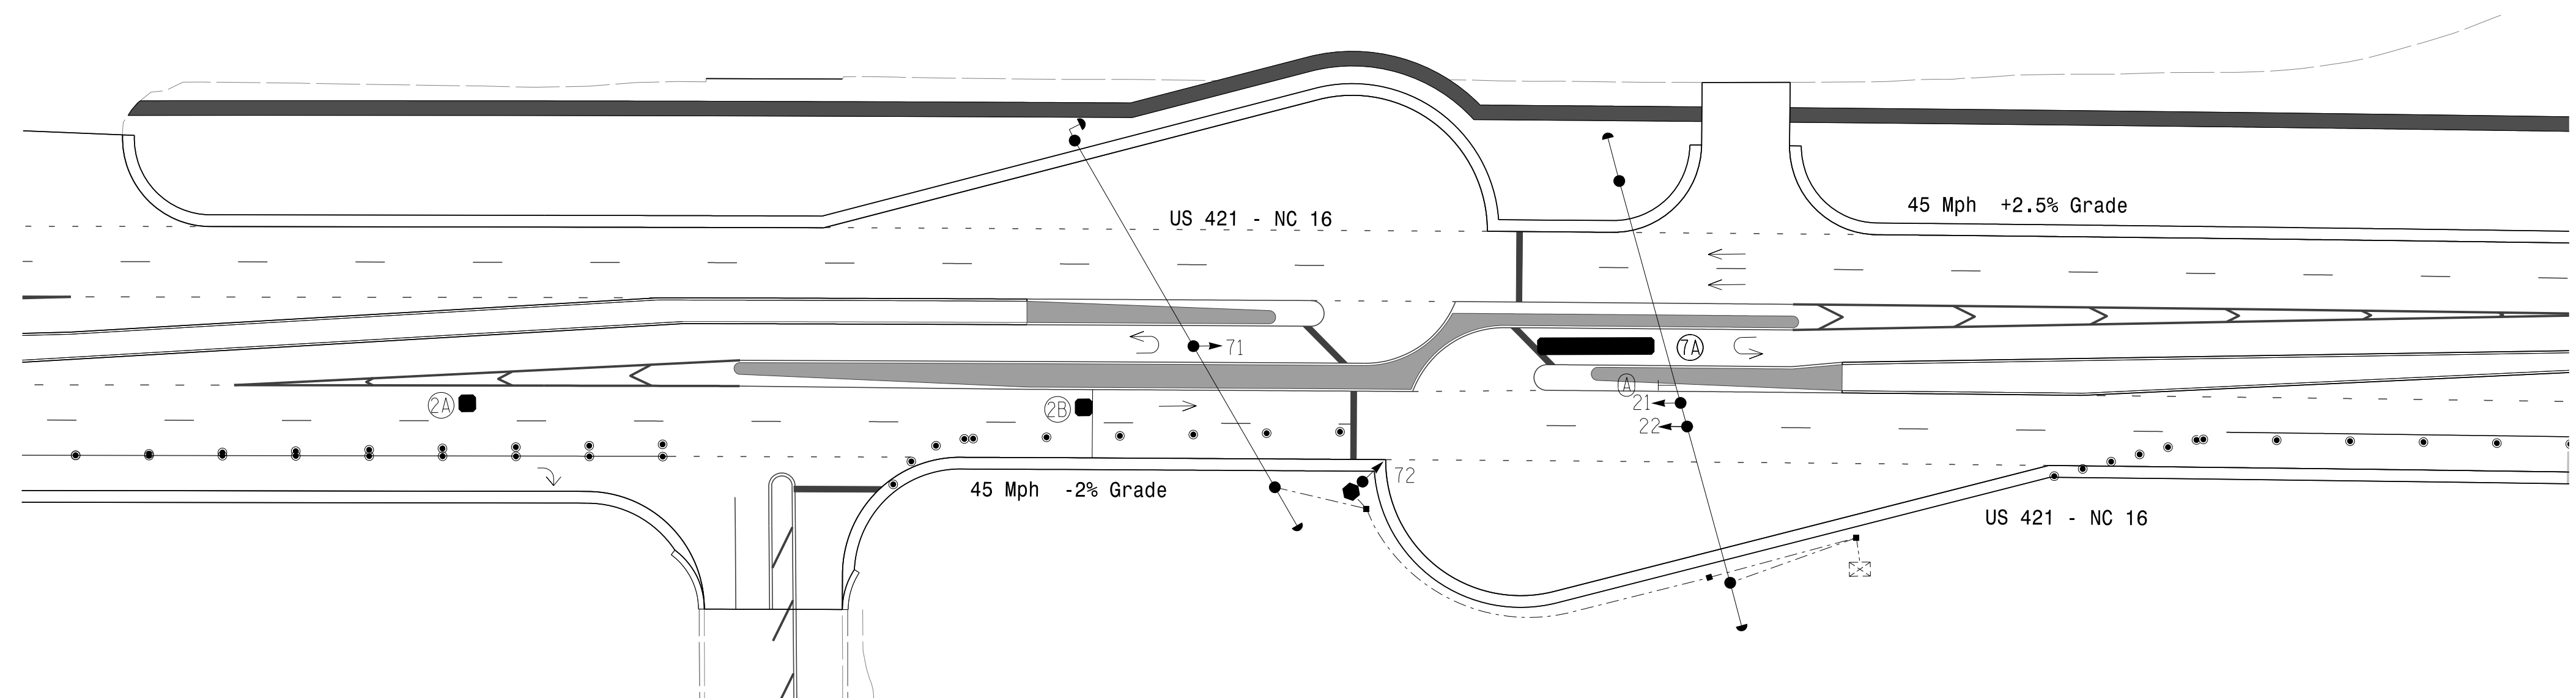 45 Mph +2.5% Grade
US 421 - NC 16
71
7A
A
21
2A
2B
22
72
45 Mph -2% Grade
US 421 - NC 16